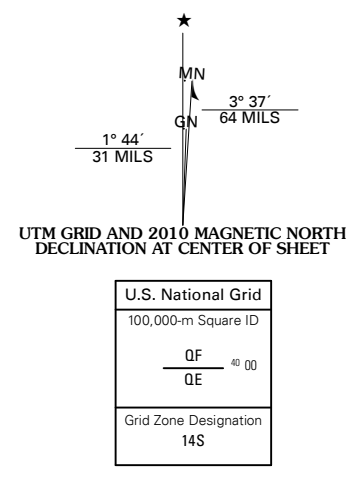 ★
MN
GN
3° 37´
64 MILS
1° 44´
31 MILS
UTM GRID AND 2010 MAGNETIC NORTH
DECLINATION AT CENTER OF SHEET
U.S. National Grid
100,000-m Square ID
QF
40 00
QE
Grid Zone Designation
14S